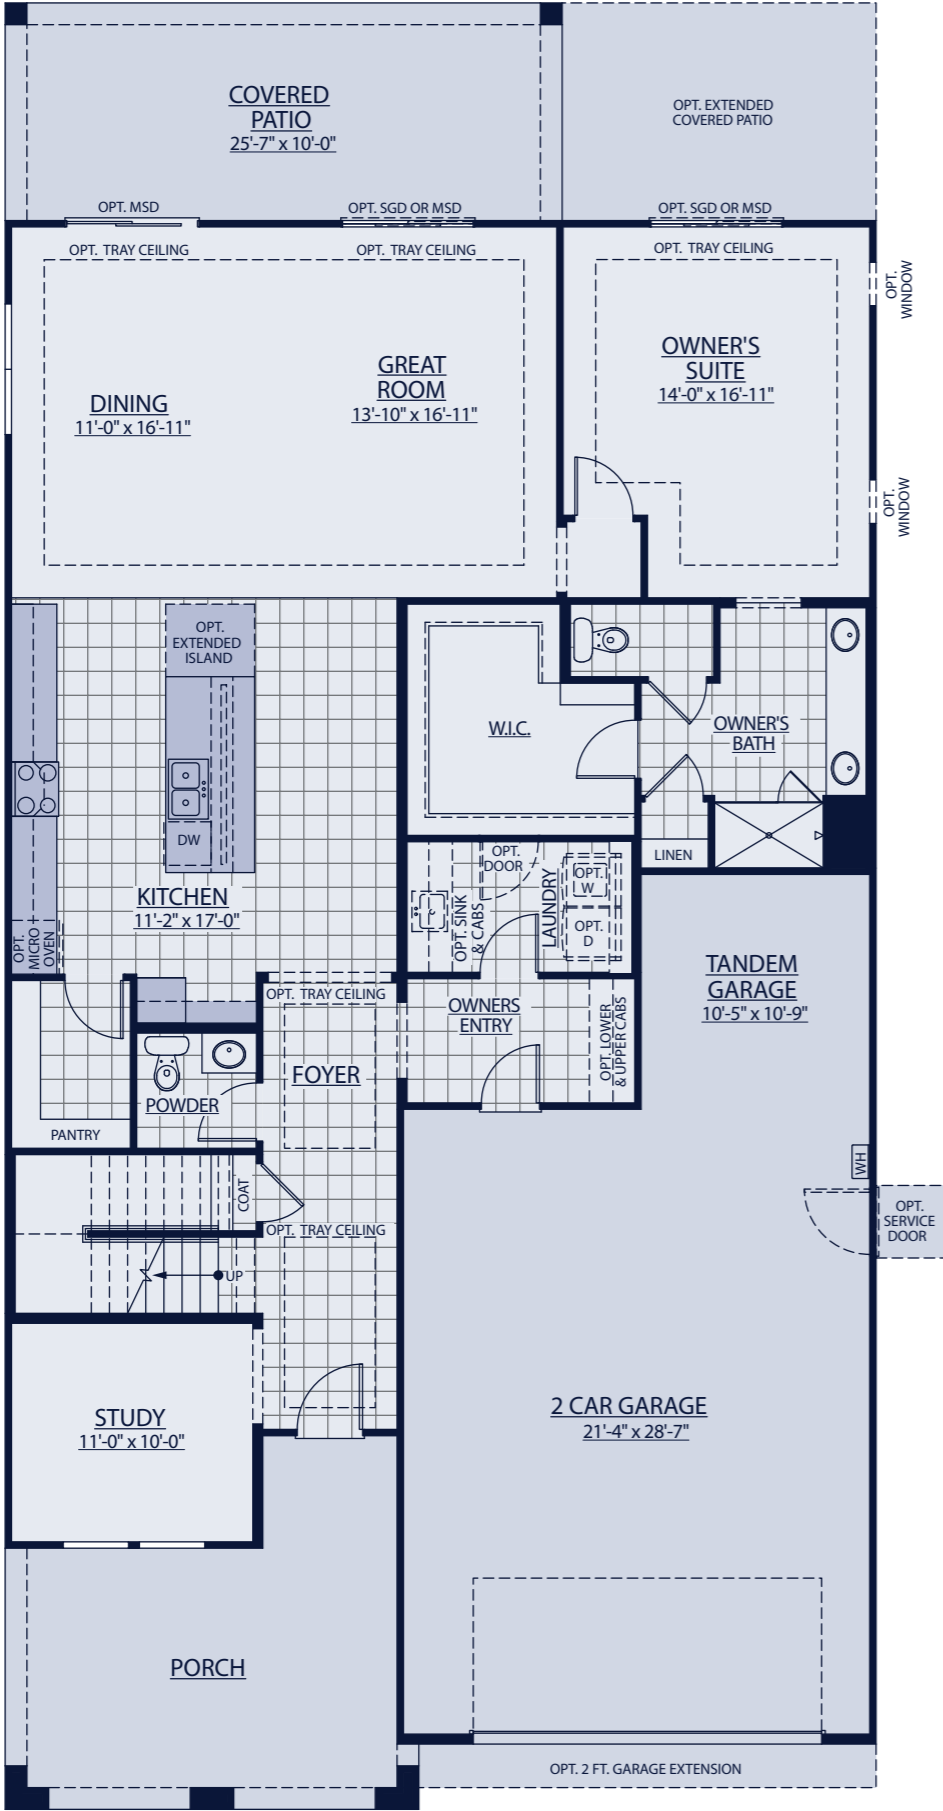 COVERED
PATIO
25'-7" x 10'-0"
OPT. EXTENDED
COVERED PATIO
OPT. MSD
OPT. SGD OR MSD
OPT. SGD OR MSD
OPT. TRAY CEILING
OPT. TRAY CEILING
OPT. TRAY CEILING
OPT.
WINDOW
DINING
11'-0" x 16'-11"
GREAT
ROOM
13'-10" x 16'-11"
OWNER'S
SUITE
14'-0" x 16'-11"
OPT.
WINDOW
OPT.
EXTENDED
ISLAND
W.I.C.
OWNER'S
BATH
DW
LINEN
KITCHEN
11'-2" x 17'-0"
OPT.
MICRO
OVEN
OPT.
DOOR
OPT. SINK
& CABS
LAUNDRY
OPT.
W
OPT.
D
TANDEM
GARAGE
10'-5" x 10'-9"
OPT. TRAY CEILING
OWNERS
ENTRY
OPT. LOWER
& UPPER CABS
FOYER
POWDER
PANTRY
WH
COAT
OPT.
SERVICE
DOOR
OPT. TRAY CEILING
UP
STUDY
11'-0" x 10'-0"
2 CAR GARAGE
21'-4" x 28'-7"
PORCH
OPT. 2 FT. GARAGE EXTENSION